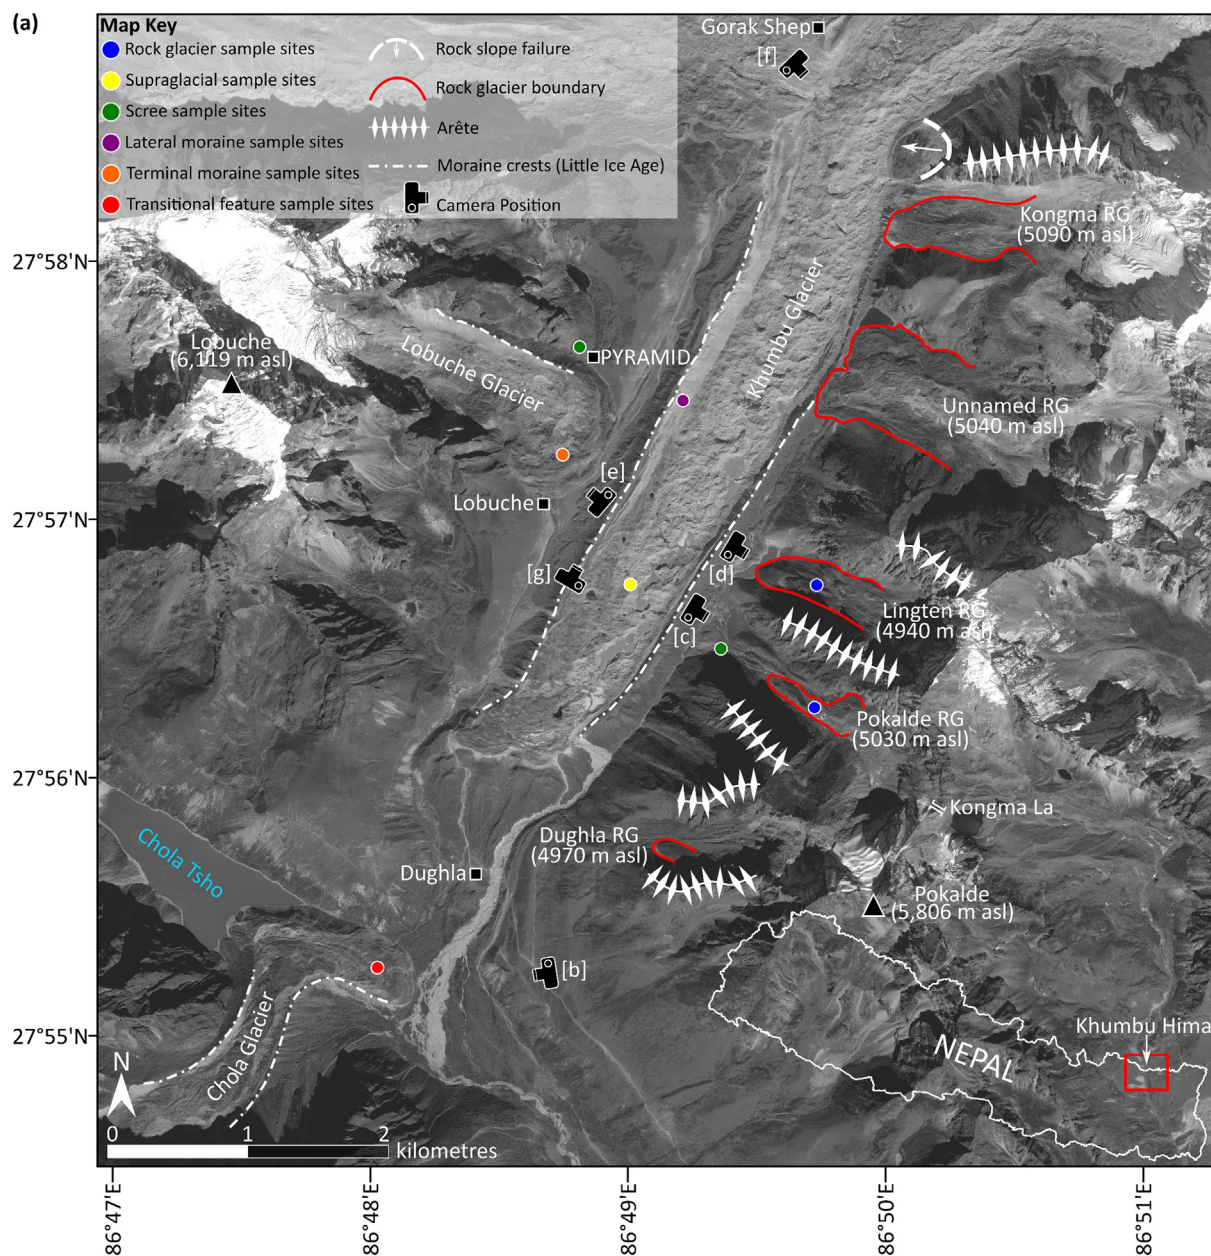 (a)
Map Key
Rock glacier sample sites
Supraglacial sample sites
Scree sample sites
Lateral moraine sample sites
Terminal moraine sample sites
Transitional feature sample sites
Rock slope failure
Rock glacier boundary
Arête
Moraine crests (Little Ice Age)
Camera Position
Gorak Shep
[f]
Kongma RG
(5090 m asl)
27°58'N
Khumbu Glacier
Lobuche
(6,119 m asl)
Lobuche Glacier
PYRAMID
Unnamed RG
(5040 m asl)
[e]
Lobuche
27°57'N
[d]
[g]
Lingten RG
(4940 m asl)
[c]
Pokalde RG
(5030 m asl)
27°56'N
Kongma La
Dughla RG
(4970 m asl)
Chola Tsho
Dughla
Pokalde
(5,806 m asl)
[b]
27°55'N
Chola Glacier
Khumbu Hima
NEPAL
N
0 1 2
kilometres
86°47'E
86°48'E
86°49'E
86°50'E
86°51'E